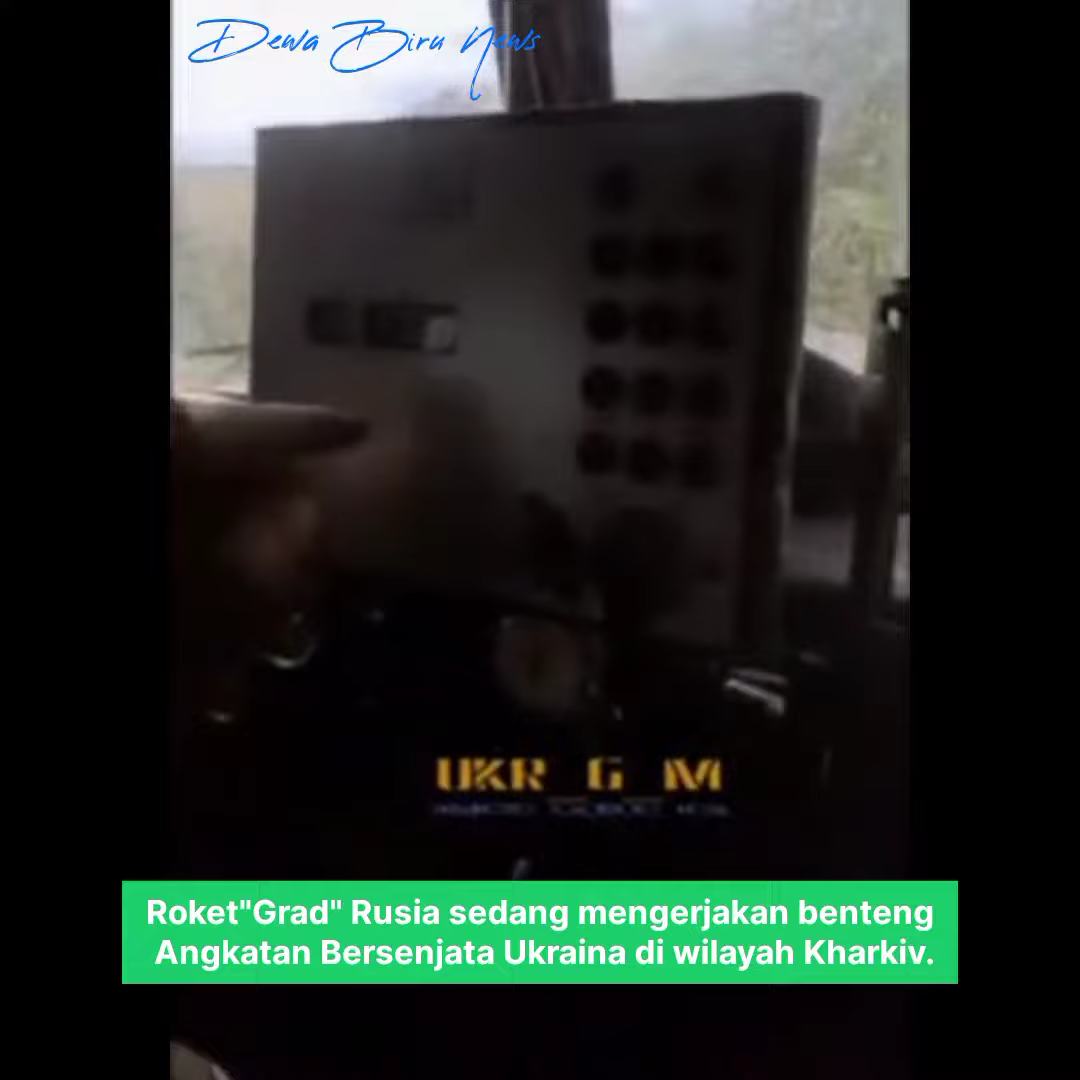 Dewa Biru News
UKR G M
Roket"Grad" Rusia sedang mengerjakan benteng
Angkatan Bersenjata Ukraina di wilayah Kharkiv.